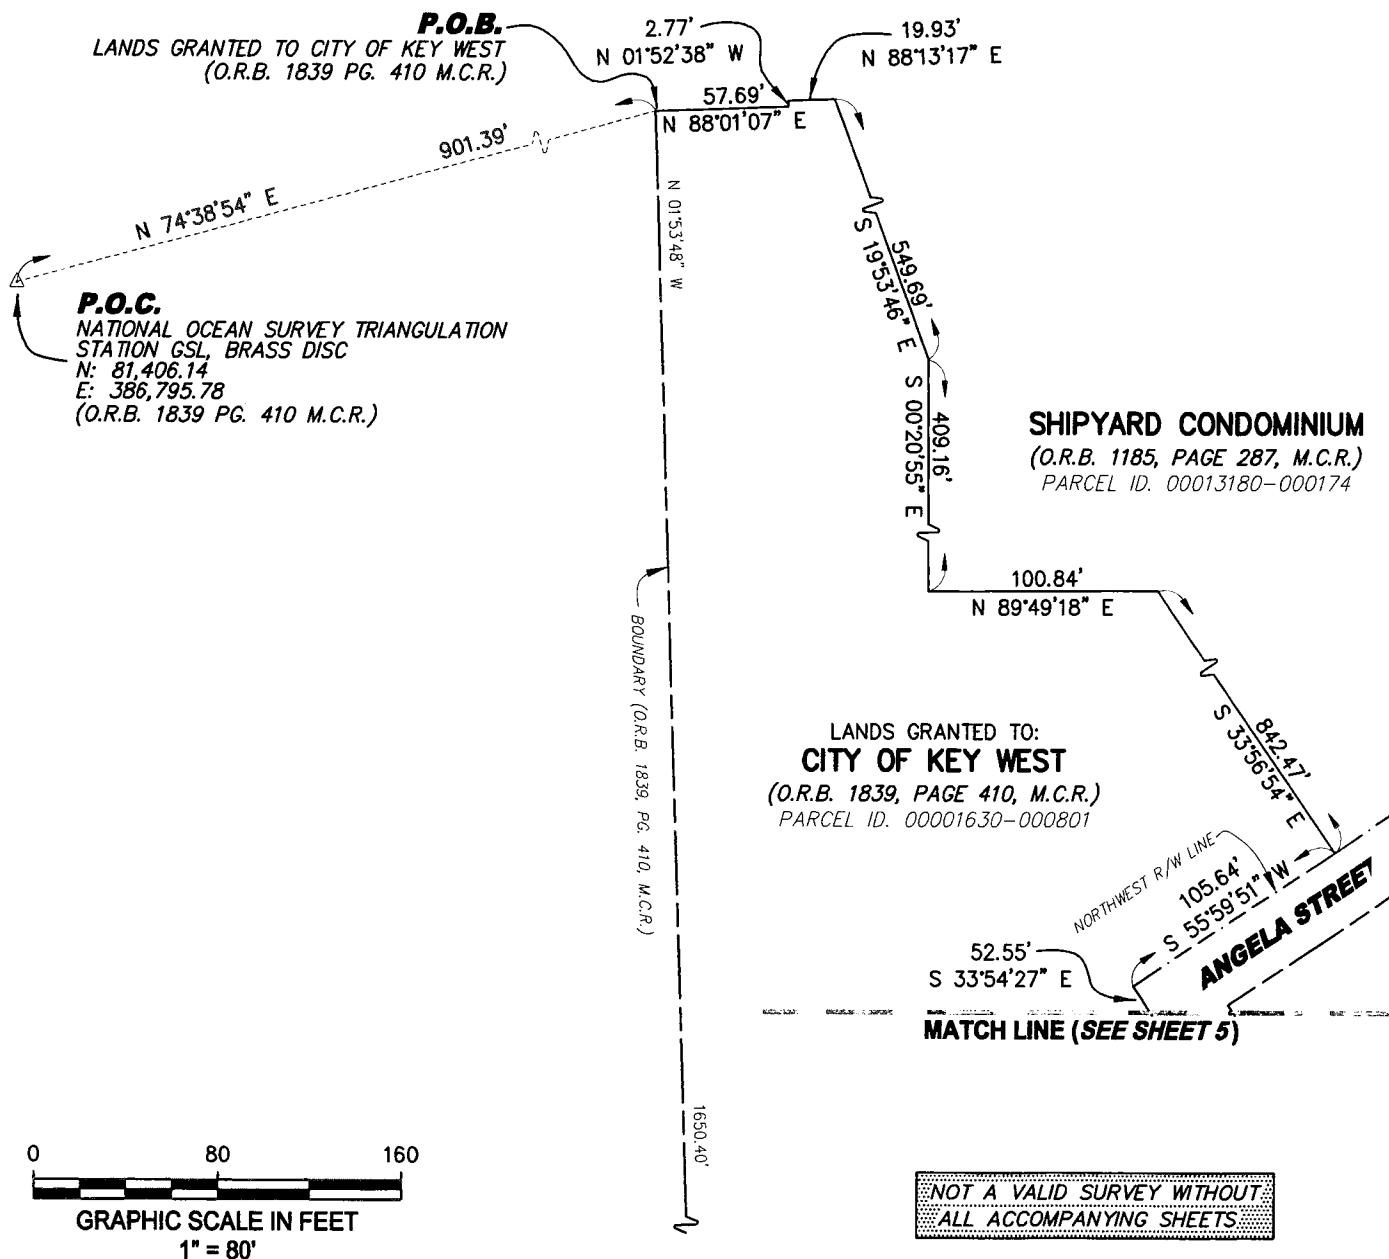 P.O.B.
LANDS GRANTED TO CITY OF KEY WEST
(O.R.B. 1839 PG. 410 M.C.R.)
2.77'
N 01°52'38" W
19.93'
N 88°13'17" E
57.69'
N 88°01'07" E
901.39'
N 74°38'54" E
P.O.C.
NATIONAL OCEAN SURVEY TRIANGULATION
STATION GSL, BRASS DISC
N: 81,406.14
E: 386,795.78
(O.R.B. 1839 PG. 410 M.C.R.)
N 01°53'48" W
549.69'
S 19°53'46" E
409.16'
S 00°20'55" E
SHIPYARD CONDOMINIUM
(O.R.B. 1185, PAGE 287, M.C.R.)
PARCEL ID. 00013180-000174
100.84'
N 89°49'18" E
BOUNDARY (O.R.B. 1839, PG. 410, M.C.R.)
LANDS GRANTED TO:
CITY OF KEY WEST
(O.R.B. 1839, PAGE 410, M.C.R.)
PARCEL ID. 00001630-000801
842.47'
S 33°56'54" E
NORTHWEST R/W LINE
105.64'
S 55°59'51" W
ANGELA STREET
52.55'
S 33°54'27" E
MATCH LINE (SEE SHEET 5)
1650.40'
0 80 160
GRAPHIC SCALE IN FEET
1" = 80'
NOT A VALID SURVEY WITHOUT
ALL ACCOMPANYING SHEETS